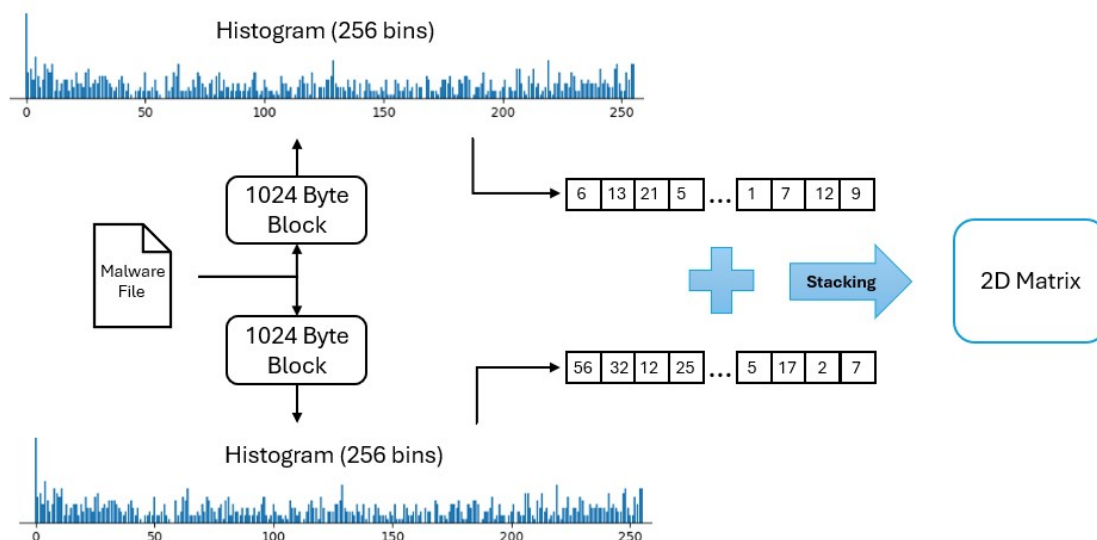 Histogram (256 bins)
0 50 100 150 200 250
1024 Byte
Block
6 13 21 5 ... 1 7 12 9
Malware
File
Stacking
2D Matrix
1024 Byte
Block
56 32 12 25 ... 5 17 2 7
Histogram (256 bins)
0 50 100 150 200 250